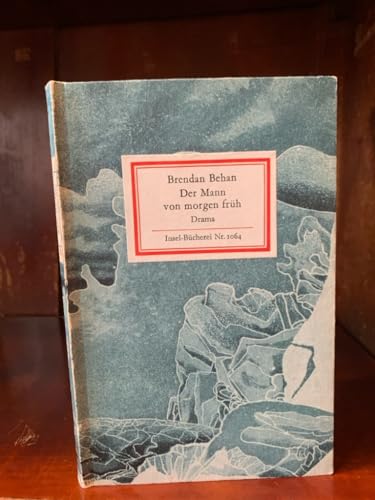 Brendan Behan
Der Mann
von morgen früh
Drama
Insel-Bücherei Nr. 1064